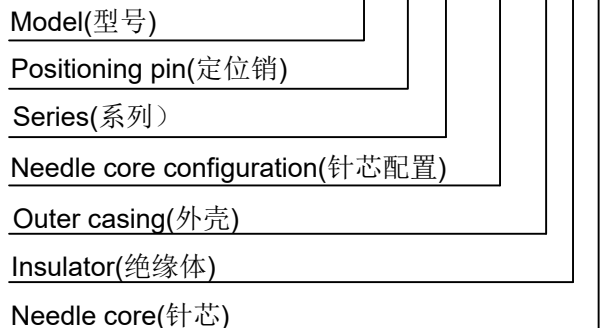 Model(型号)
Positioning pin(定位销)
Series(系列）
Needle core configuration(针芯配置)
Outer casing(外壳)
Insulator(绝缘体)
Needle core(针芯)